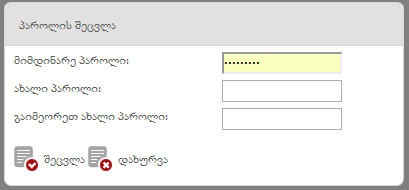 პაროლის შეცვლა
მიმდინარე პაროლი: •••••••••
ახალი პაროლი:
გაიმეორეთ ახალი პაროლი:
შეცვლა დახურვა